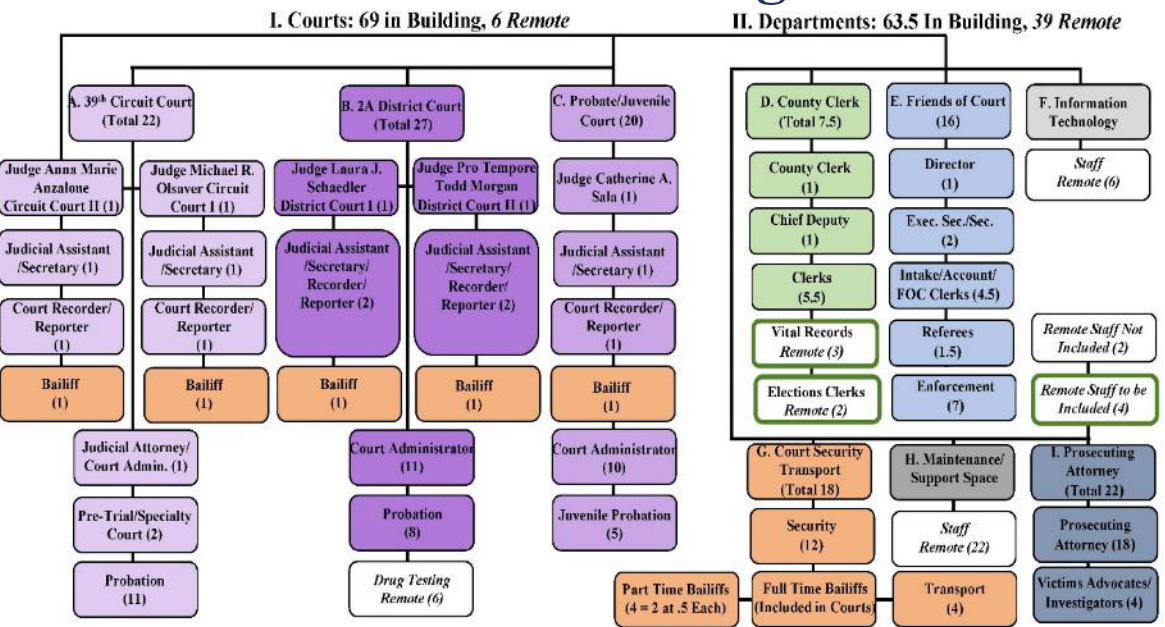 I. Courts: 69 in Building, 6 Remote
II. Departments: 63.5 In Building, 39 Remote
A. 39th Circuit Court
(Total 22)
B. 2A District Court
(Total 27)
C. Probate/Juvenile
Court (20)
D. County Clerk
(Total 7.5)
E. Friends of Court
(16)
F. Information
Technology
Judge Anna Marie
Anzalone
Circuit Court II (1)
Judge Michael R.
Olsaver Circuit
Court I (1)
Judge Laura J.
Schaedler
District Court I (1)
Judge Pro Tempore
Todd Morgan
District Court II (1)
Judge Catherine A.
Sala (1)
County Clerk
(1)
Director
(1)
Staff
Remote (6)
Judicial Assistant
/Secretary (1)
Judicial Assistant
/Secretary (1)
Judicial Assistant
/Secretary/
Recorder/
Reporter (2)
Judicial Assistant
/Secretary/
Recorder/
Reporter (2)
Judicial Assistant
/Secretary (1)
Chief Deputy
(1)
Exec. Sec./Sec.
(2)
Court Recorder/
Reporter
(1)
Court Recorder/
Reporter
(1)
Court Recorder/
Reporter
(1)
Clerks
(5.5)
Intake/Account/
FOC Clerks (4.5)
Vital Records
Remote (3)
Referees
(1.5)
Remote Staff Not
Included (2)
Bailiff
(1)
Bailiff
(1)
Bailiff
(1)
Bailiff
(1)
Bailiff
(1)
Elections Clerks
Remote (2)
Enforcement
(7)
Remote Staff to be
Included (4)
Judicial Attorney/
Court Admin. (1)
Court Administrator
(11)
Court Administrator
(10)
G. Court Security
Transport
(Total 18)
H. Maintenance/
Support Space
I. Prosecuting
Attorney
(Total 22)
Pre-Trial/Specialty
Court (2)
Probation
(8)
Juvenile Probation
(5)
Security
(12)
Staff
Remote (22)
Prosecuting
Attorney (18)
Probation
(11)
Drug Testing
Remote (6)
Part Time Bailiffs
(4 = 2 at .5 Each)
Full Time Bailiffs
(Included in Courts)
Transport
(4)
Victims Advocates/
Investigators (4)